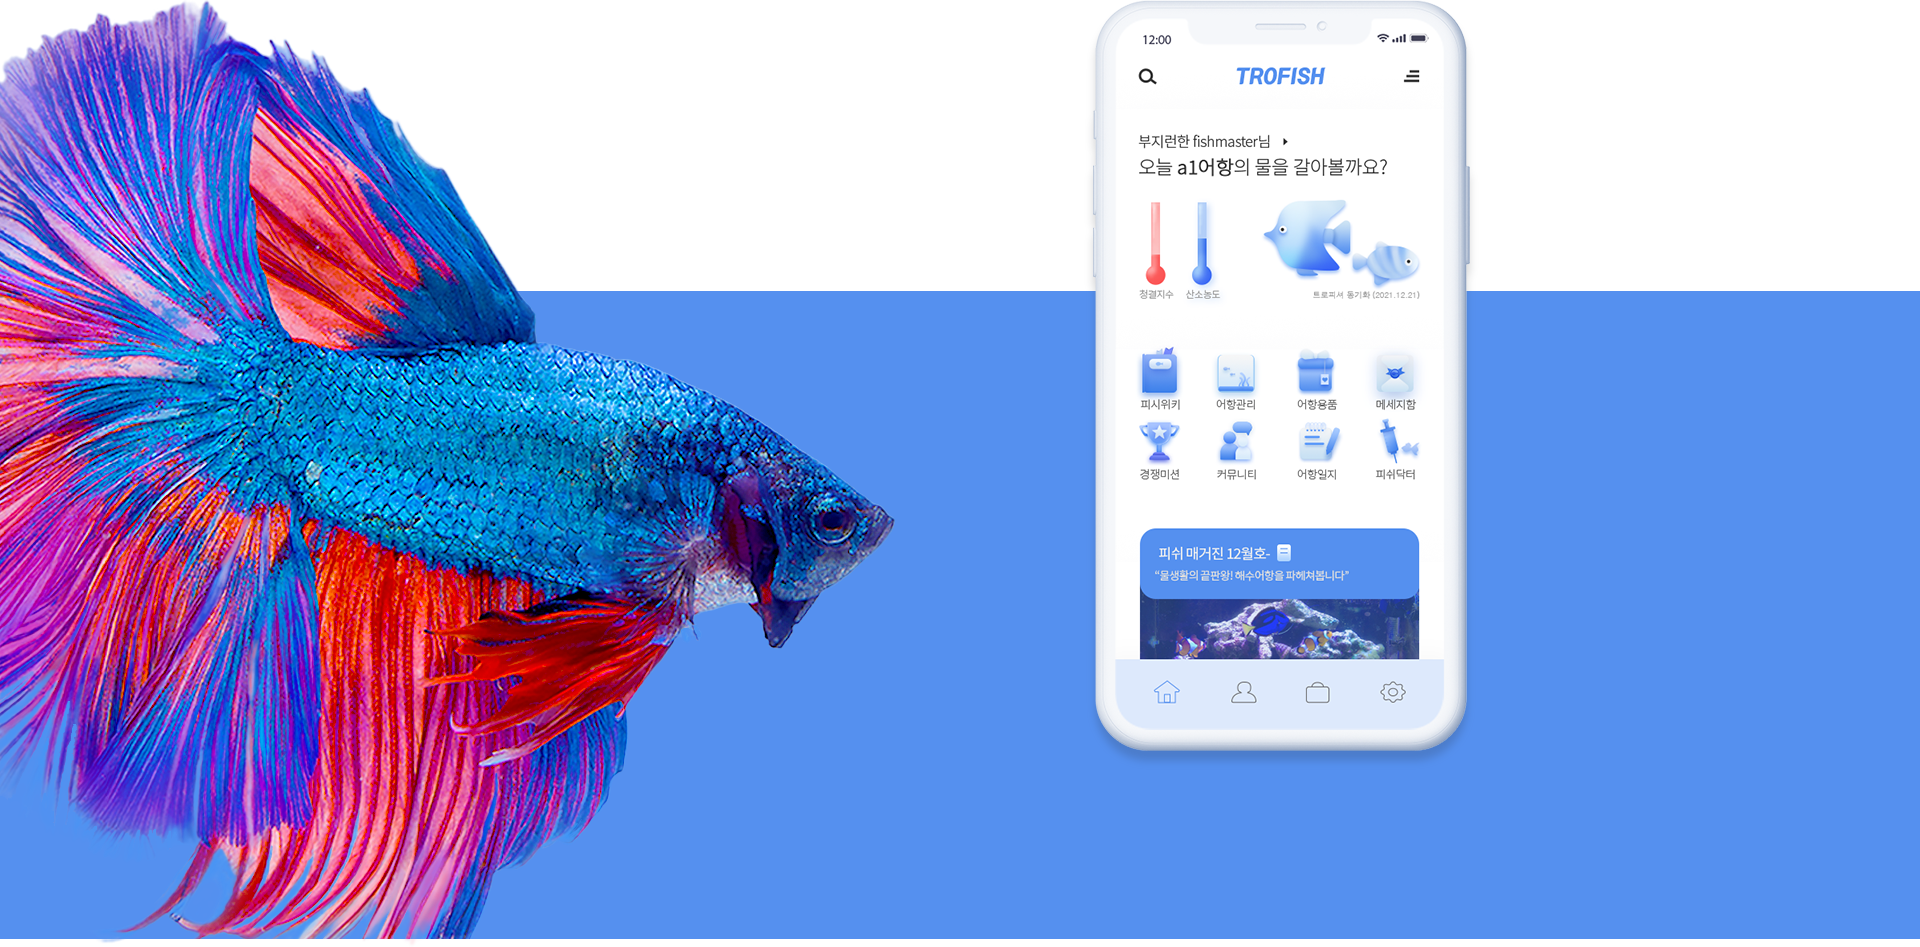 12:00
TROFISH
부지런한 fishmaster님
오늘 a1어항의 물을 갈아볼까요?
청결지수 산소농도
트로피셔 동기화 (2021.12.21)
피시위키 어항관리 어항용품 메세지함
경쟁미션 커뮤니티 어항일지 피쉬닥터
피쉬 매거진 12월호-
“물생활의 끝판왕! 해수어항을 파헤쳐봅니다”